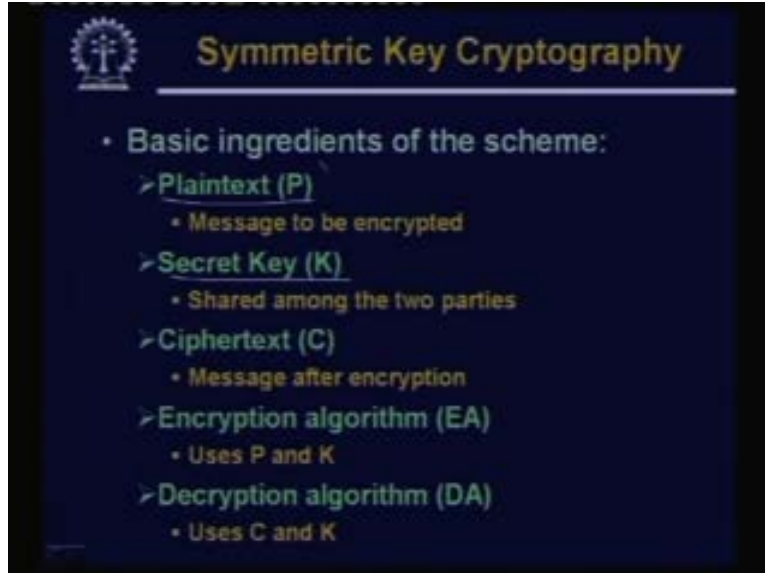 Symmetric Key Cryptography
• Basic ingredients of the scheme:
➢Plaintext (P)
▪ Message to be encrypted
➢Secret Key (K)
▪ Shared among the two parties
➢Ciphertext (C)
▪ Message after encryption
➢Encryption algorithm (EA)
▪ Uses P and K
➢Decryption algorithm (DA)
▪ Uses C and K